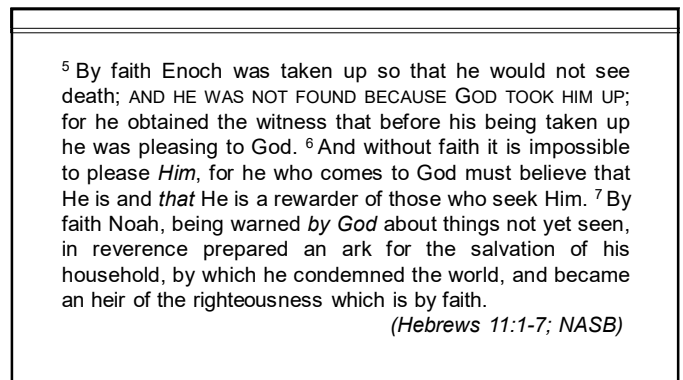 5 By faith Enoch was taken up so that he would not see
death; AND HE WAS NOT FOUND BECAUSE GOD TOOK HIM UP;
for he obtained the witness that before his being taken up
he was pleasing to God. 6 And without faith it is impossible
to please Him, for he who comes to God must believe that
He is and that He is a rewarder of those who seek Him. 7 By
faith Noah, being warned by God about things not yet seen,
in reverence prepared an ark for the salvation of his
household, by which he condemned the world, and became
an heir of the righteousness which is by faith.
(Hebrews 11:1-7; NASB)